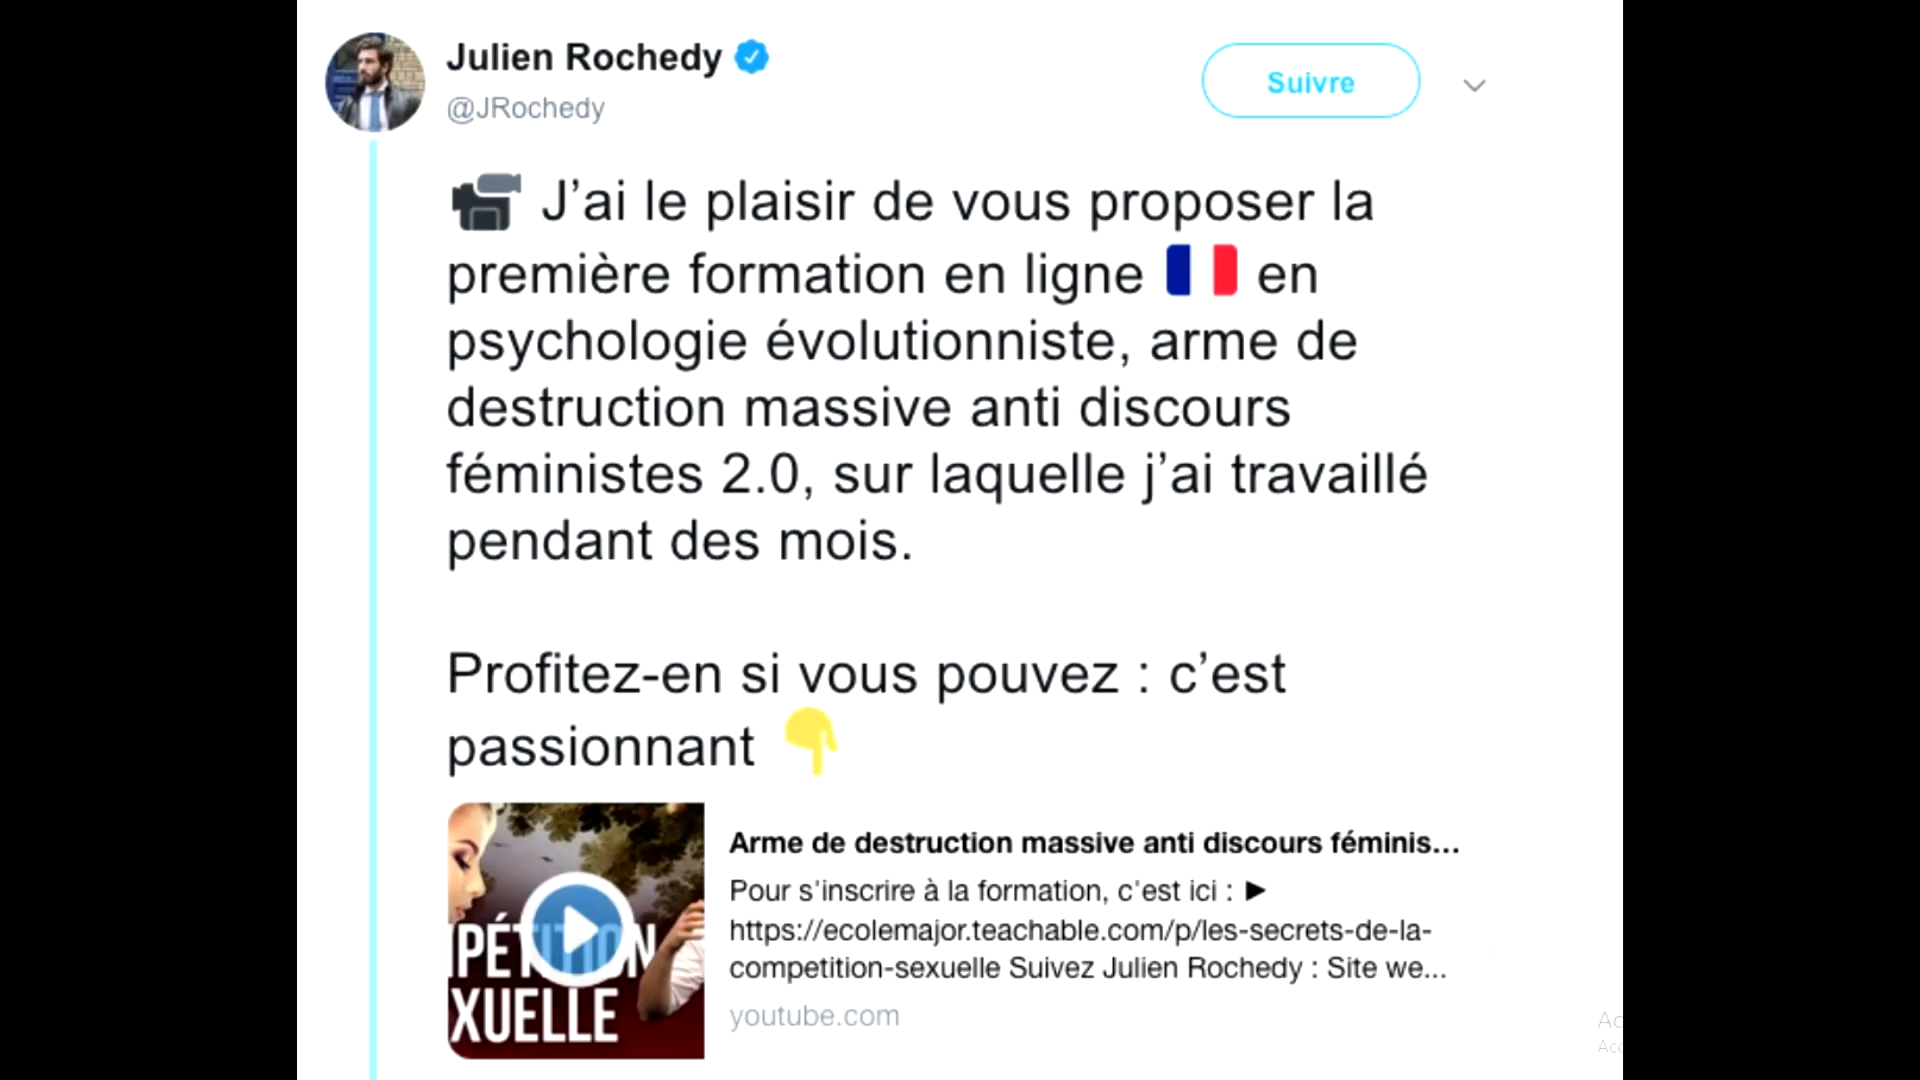 Julien Rochedy
@JRochedy
Suivre
J’ai le plaisir de vous proposer la
première formation en ligne 🇫🇷 en
psychologie évolutionniste, arme de
destruction massive anti discours
féministes 2.0, sur laquelle j’ai travaillé
pendant des mois.
Profitez-en si vous pouvez : c’est
passionnant 👇
PÉTITION
XUELLE
Arme de destruction massive anti discours féminis...
Pour s'inscrire à la formation, c'est ici : ►
https://ecolemajor.teachable.com/p/les-secrets-de-la-
competition-sexuelle Suivez Julien Rochedy : Site we...
youtube.com